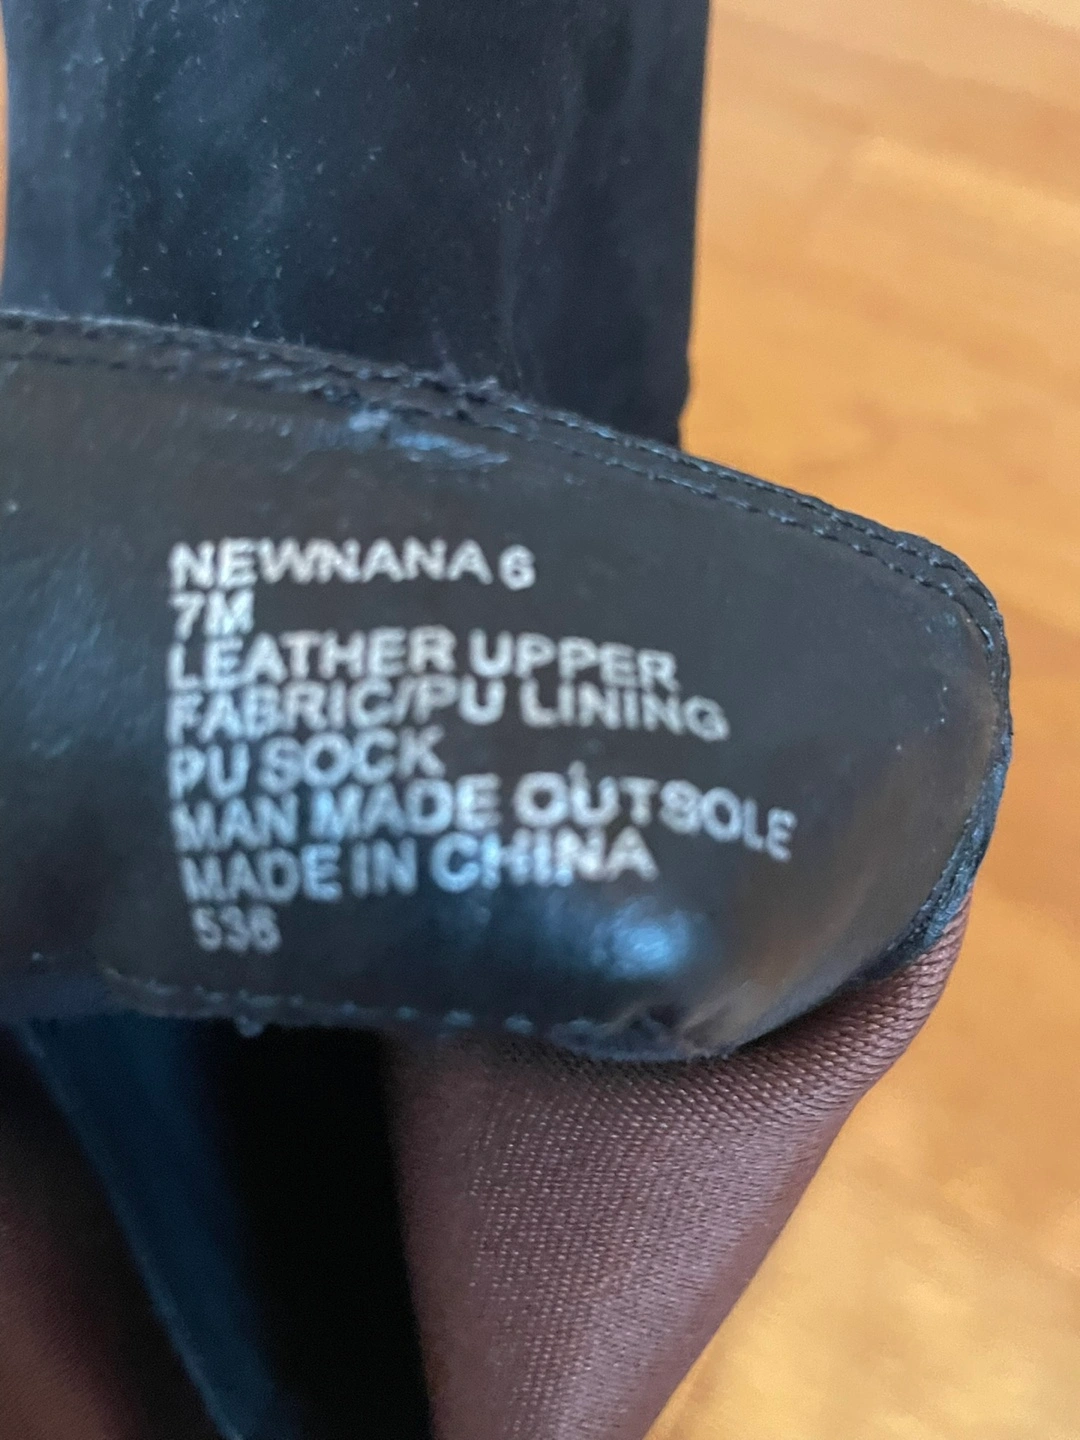 NEWNANA 6
7M
LEATHER UPPER
FABRIC/PU LINING
PU SOCK
MAN MADE OUTSOLE
MADE IN CHINA
536